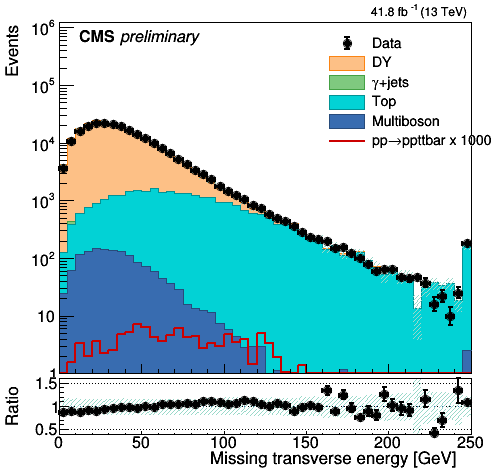 41.8 fb⁻¹ (13 TeV)
CMS preliminary
Events
10⁶
10⁵
10⁴
10³
10²
10
1
Data
DY
γ+jets
Top
Multiboson
pp→ppttbar x 1000
Ratio
1.5
1
0.5
0 50 100 150 200 250
Missing transverse energy [GeV]